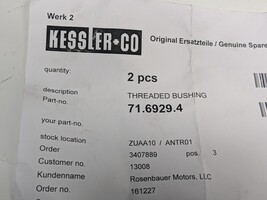 Werk 2
KESSLER+CO
Original Ersatzteile / Genuine Spare
quantity: 2 pcs
description THREADED BUSHING
Part-no. 71.6929.4
your part-no.
stock location ZUAA10 / ANTR01
Order 3407889 pos. 3
Customer no. 13008
Kundenname Rosenbauer Motors, LLC
161227